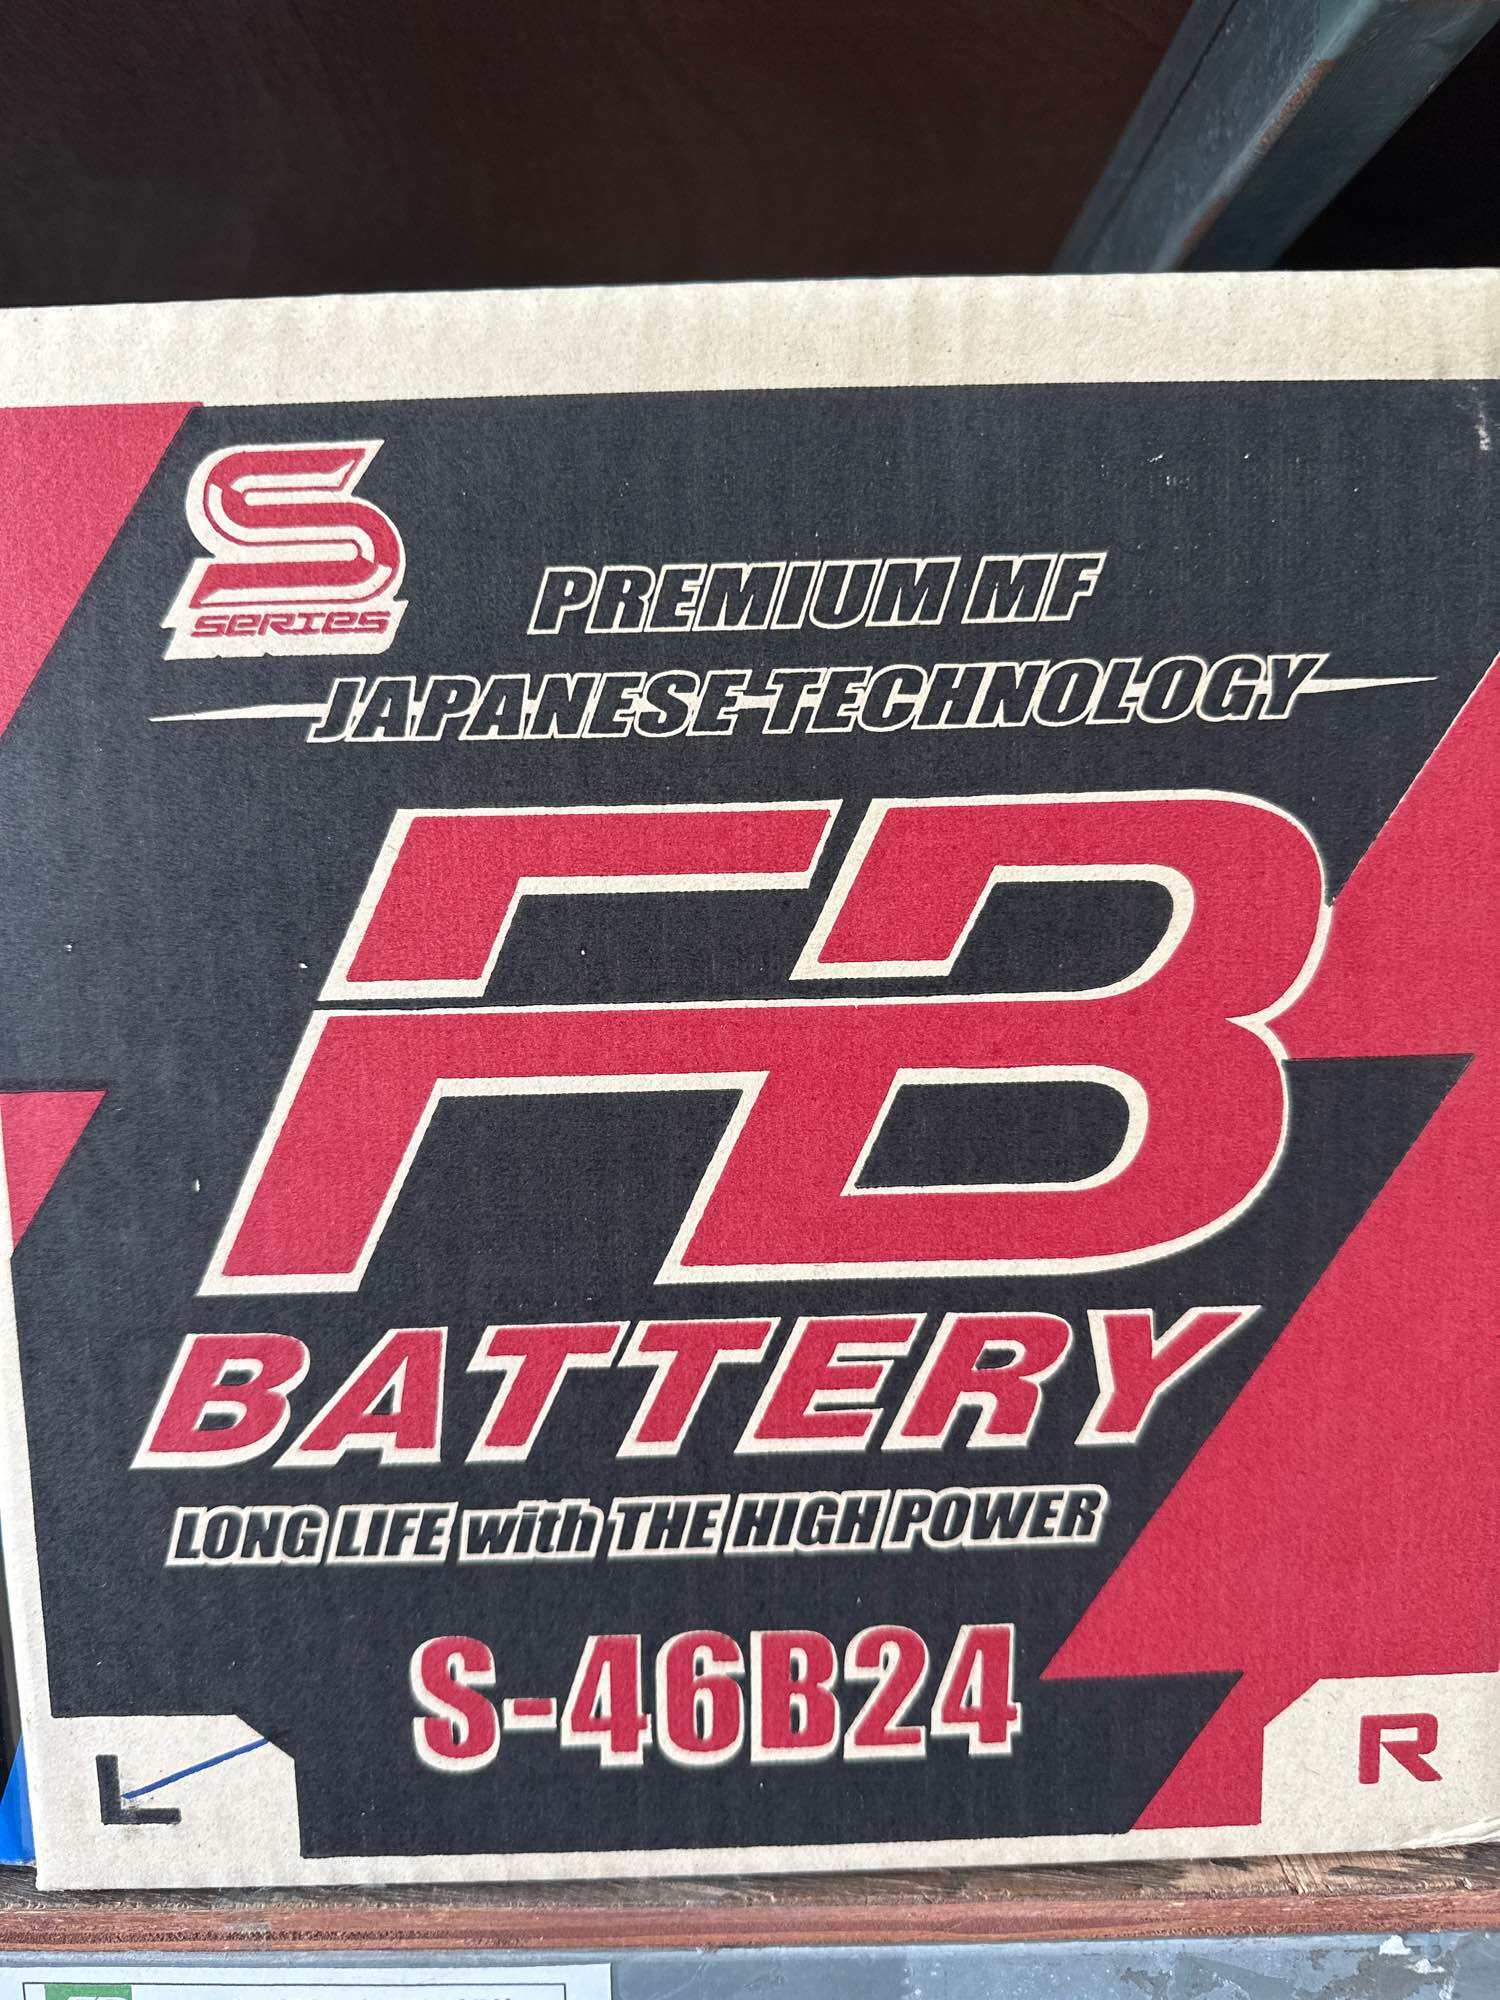 S
SERIES
PREMIUM MF
JAPANESE TECHNOLOGY
FB
BATTERY
LONG LIFE with THE HIGH POWER
S-46B24
L
R